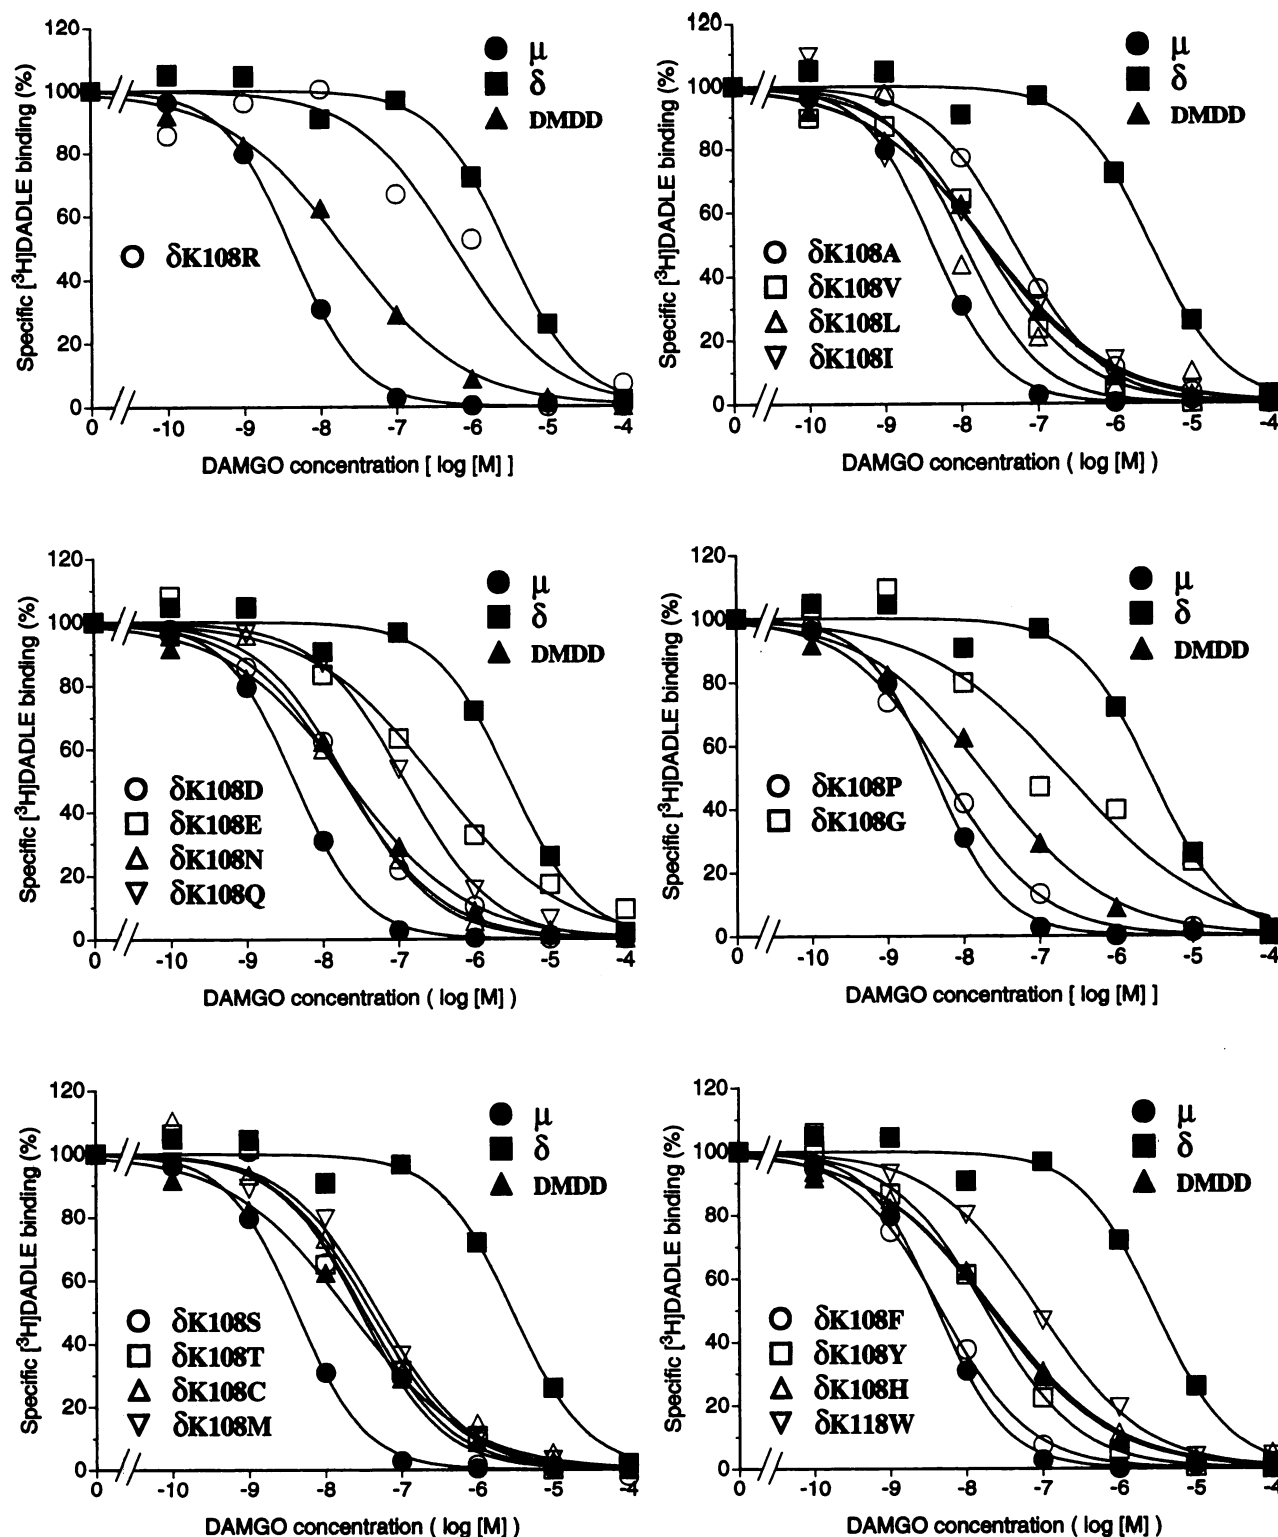 120
100
80
60
40
20
0
Specific [³H]DADLE binding (%)
μ
δ
DMDD
δK108R
0 -10 -9 -8 -7 -6 -5 -4
DAMGO concentration [ log [M] ]
120
100
80
60
40
20
0
Specific [³H]DADLE binding (%)
μ
δ
DMDD
δK108A
δK108V
δK108L
δK108I
0 -10 -9 -8 -7 -6 -5 -4
DAMGO concentration ( log [M] )
120
100
80
60
40
20
0
Specific [³H]DADLE binding (%)
μ
δ
DMDD
δK108D
δK108E
δK108N
δK108Q
0 -10 -9 -8 -7 -6 -5 -4
DAMGO concentration ( log [M] )
120
100
80
60
40
20
0
Specific [³H]DADLE binding (%)
μ
δ
DMDD
δK108P
δK108G
0 -10 -9 -8 -7 -6 -5 -4
DAMGO concentration [ log [M] ]
120
100
80
60
40
20
0
Specific [³H]DADLE binding (%)
μ
δ
DMDD
δK108S
δK108T
δK108C
δK108M
0 -10 -9 -8 -7 -6 -5 -4
DAMGO concentration ( log [M] )
120
100
80
60
40
20
0
Specific [³H]DADLE binding (%)
μ
δ
DMDD
δK108F
δK108Y
δK108H
δK118W
0 -10 -9 -8 -7 -6 -5 -4
DAMGO concentration ( log [M] )